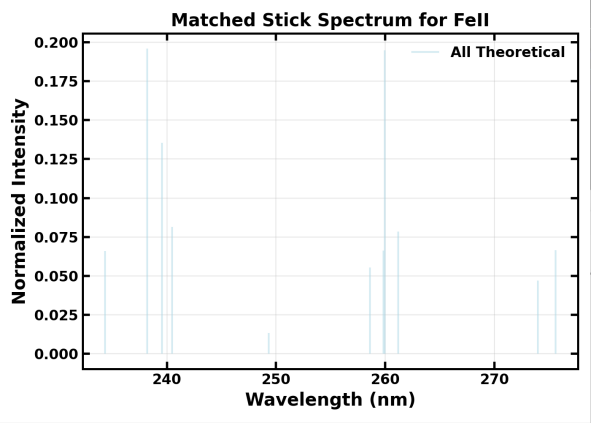 Matched Stick Spectrum for FeII
All Theoretical
Normalized Intensity
0.200
0.175
0.150
0.125
0.100
0.075
0.050
0.025
0.000
240 250 260 270
Wavelength (nm)